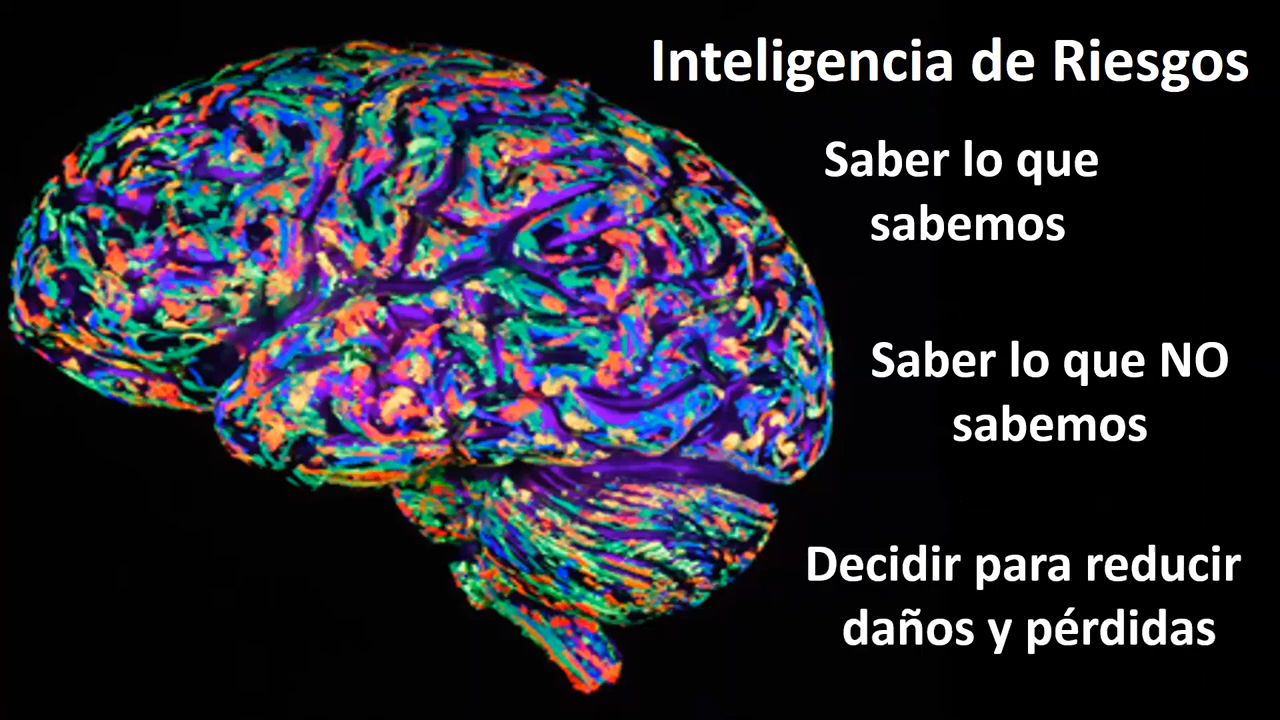 Inteligencia de Riesgos
Saber lo que
sabemos
Saber lo que NO
sabemos
Decidir para reducir
daños y pérdidas